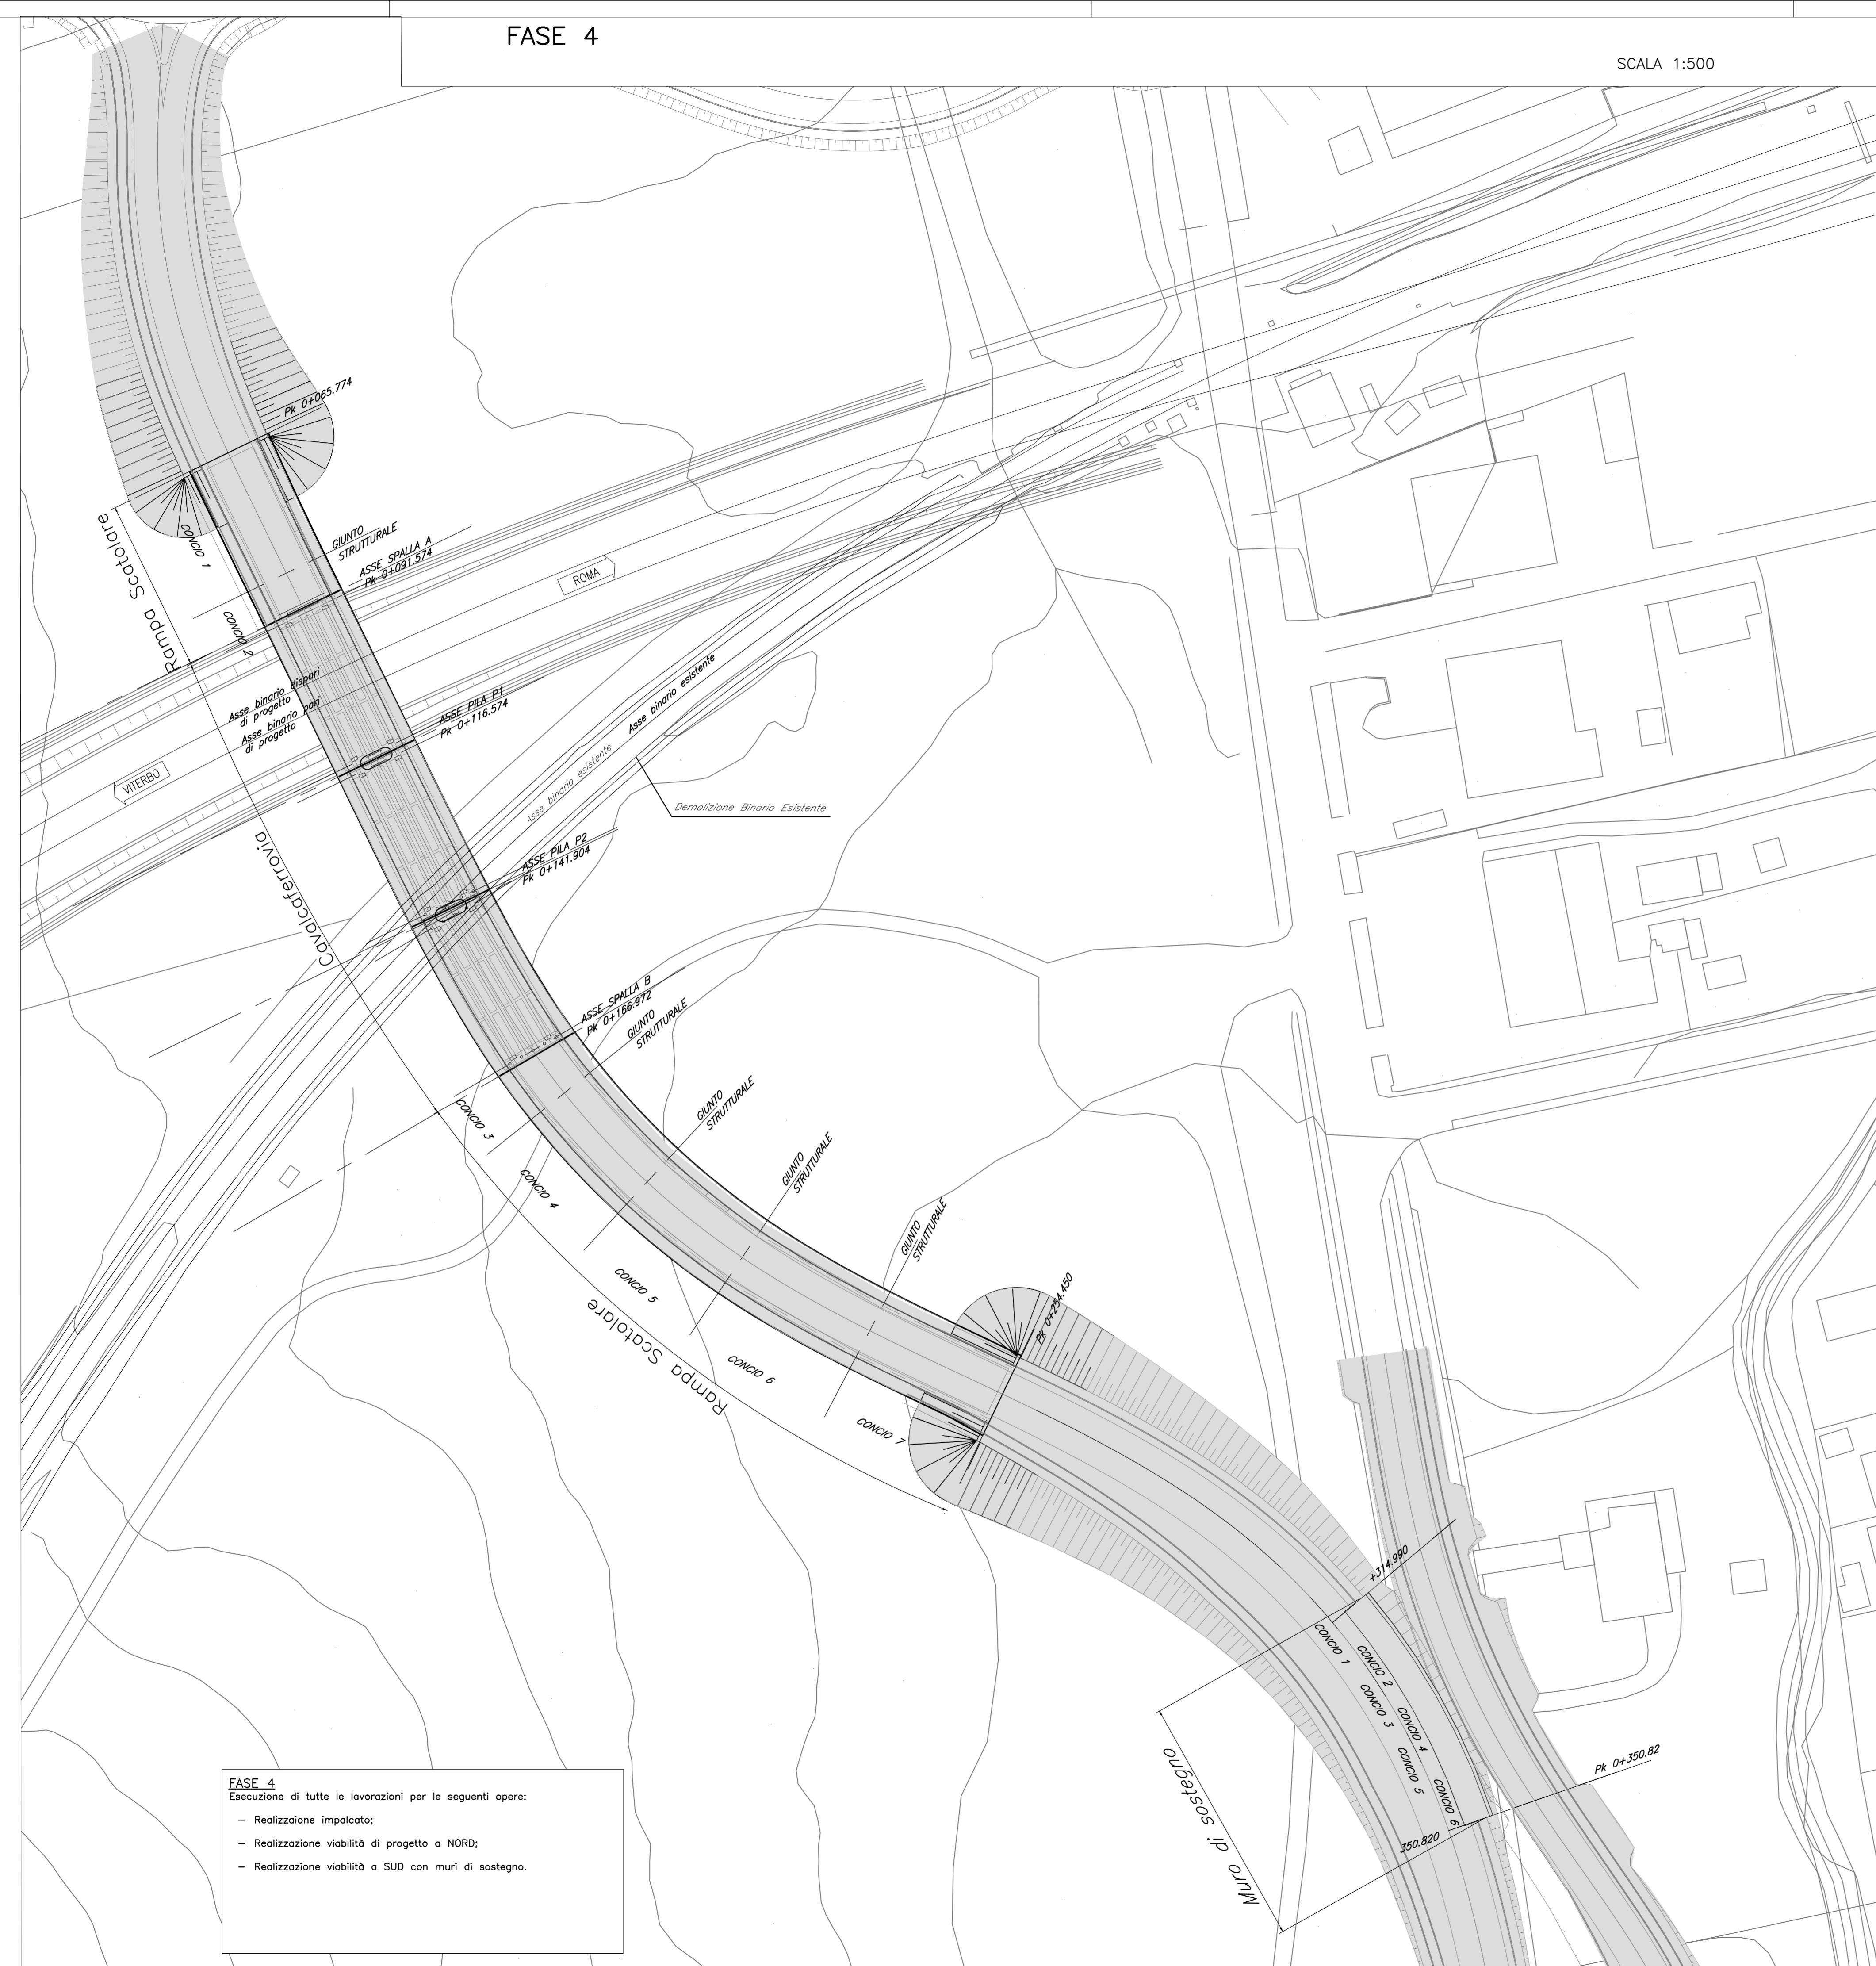 FASE 4
SCALA 1:500
Pk 0+065.774
Rampa Scatolare
CONCIO 1
GIUNTO
STRUTTURALE
ASSE SPALLA A
Pk 0+091.574
ROMA
CONCIO 2
Asse binario dispari
di progetto
Asse binario pari
di progetto
VITERBO
ASSE PILA P1
Pk 0+116.574
Asse binario esistente
Asse binario esistente
Demolizione Binario Esistente
Cavalcaferrovia
ASSE PILA P2
Pk 0+141.904
ASSE SPALLA B
Pk 0+166.972
GIUNTO
STRUTTURALE
CONCIO 3
GIUNTO
STRUTTURALE
CONCIO 4
GIUNTO
STRUTTURALE
GIUNTO
STRUTTURALE
CONCIO 5
Rampa Scatolare
CONCIO 6
Pk 0+254.450
CONCIO 7
+314.990
CONCIO 1
CONCIO 2
CONCIO 3
CONCIO 4
CONCIO 5
CONCIO 6
Pk 0+350.82
350.820
Muro di sostegno
FASE 4
Esecuzione di tutte le lavorazioni per le seguenti opere:
– Realizzaione impalcato;
– Realizzazione viabilità di progetto a NORD;
– Realizzazione viabilità a SUD con muri di sostegno.